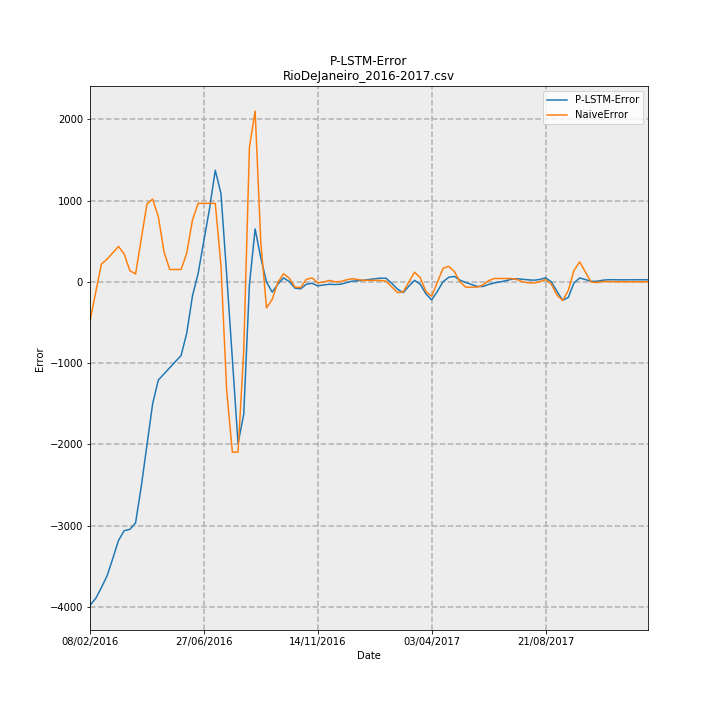 P-LSTM-Error
RioDeJaneiro_2016-2017.csv
P-LSTM-Error
NaiveError
2000
1000
0
−1000
−2000
−3000
−4000
Error
08/02/2016
27/06/2016
14/11/2016
03/04/2017
21/08/2017
Date